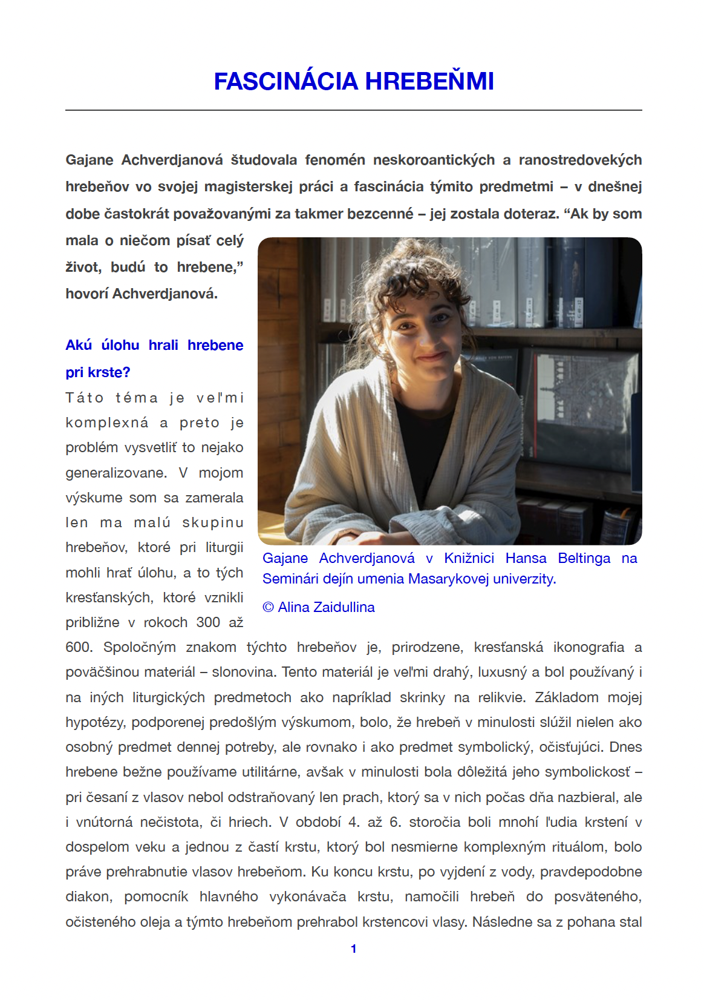 FASCINÁCIA HREBEŇMI
Gajane Achverdjanová študovala fenomén neskoroantických a ranostredovekých
hrebeňov vo svojej magisterskej práci a fascinácia týmito predmetmi – v dnešnej
dobe častokrát považovanými za takmer bezcenné – jej zostala doteraz. “Ak by som
mala o niečom písať celý
život, budú to hrebene,”
hovorí Achverdjanová.
Akú úlohu hrali hrebene
pri krste?
Táto téma je veľmi
komplexná a preto je
problém vysvetliť to nejako
generalizovane. V mojom
výskume som sa zamerala
len ma malú skupinu
hrebeňov, ktoré pri liturgii
mohli hrať úlohu, a to tých
kresťanských, ktoré vznikli
približne v rokoch 300 až
Gajane Achverdjanová v Knižnici Hansa Beltinga na
Seminári dejín umenia Masarykovej univerzity.
© Alina Zaidullina
600. Spoločným znakom týchto hrebeňov je, prirodzene, kresťanská ikonografia a
poväčšinou materiál – slonovina. Tento materiál je veľmi drahý, luxusný a bol používaný i
na iných liturgických predmetoch ako napríklad skrinky na relikvie. Základom mojej
hypotézy, podporenej predošlým výskumom, bolo, že hrebeň v minulosti slúžil nielen ako
osobný predmet dennej potreby, ale rovnako i ako predmet symbolický, očisťujúci. Dnes
hrebene bežne používame utilitárne, avšak v minulosti bola dôležitá jeho symbolickosť –
pri česaní z vlasov nebol odstraňovaný len prach, ktorý sa v nich počas dňa nazbieral, ale
i vnútorná nečistota, či hriech. V období 4. až 6. storočia boli mnohí ľudia krstení v
dospelom veku a jednou z častí krstu, ktorý bol nesmierne komplexným rituálom, bolo
práve prehrabnutie vlasov hrebeňom. Ku koncu krstu, po vyjdení z vody, pravdepodobne
diakon, pomocník hlavného vykonávača krstu, namočili hrebeň do posväteného,
očisteného oleja a týmto hrebeňom prehrabol krstencovi vlasy. Následne sa z pohana stal
1